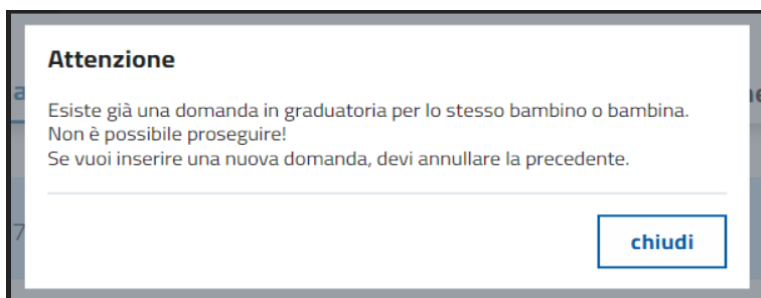 Attenzione
Esiste già una domanda in graduatoria per lo stesso bambino o bambina.
Non è possibile proseguire!
Se vuoi inserire una nuova domanda, devi annullare la precedente.
chiudi